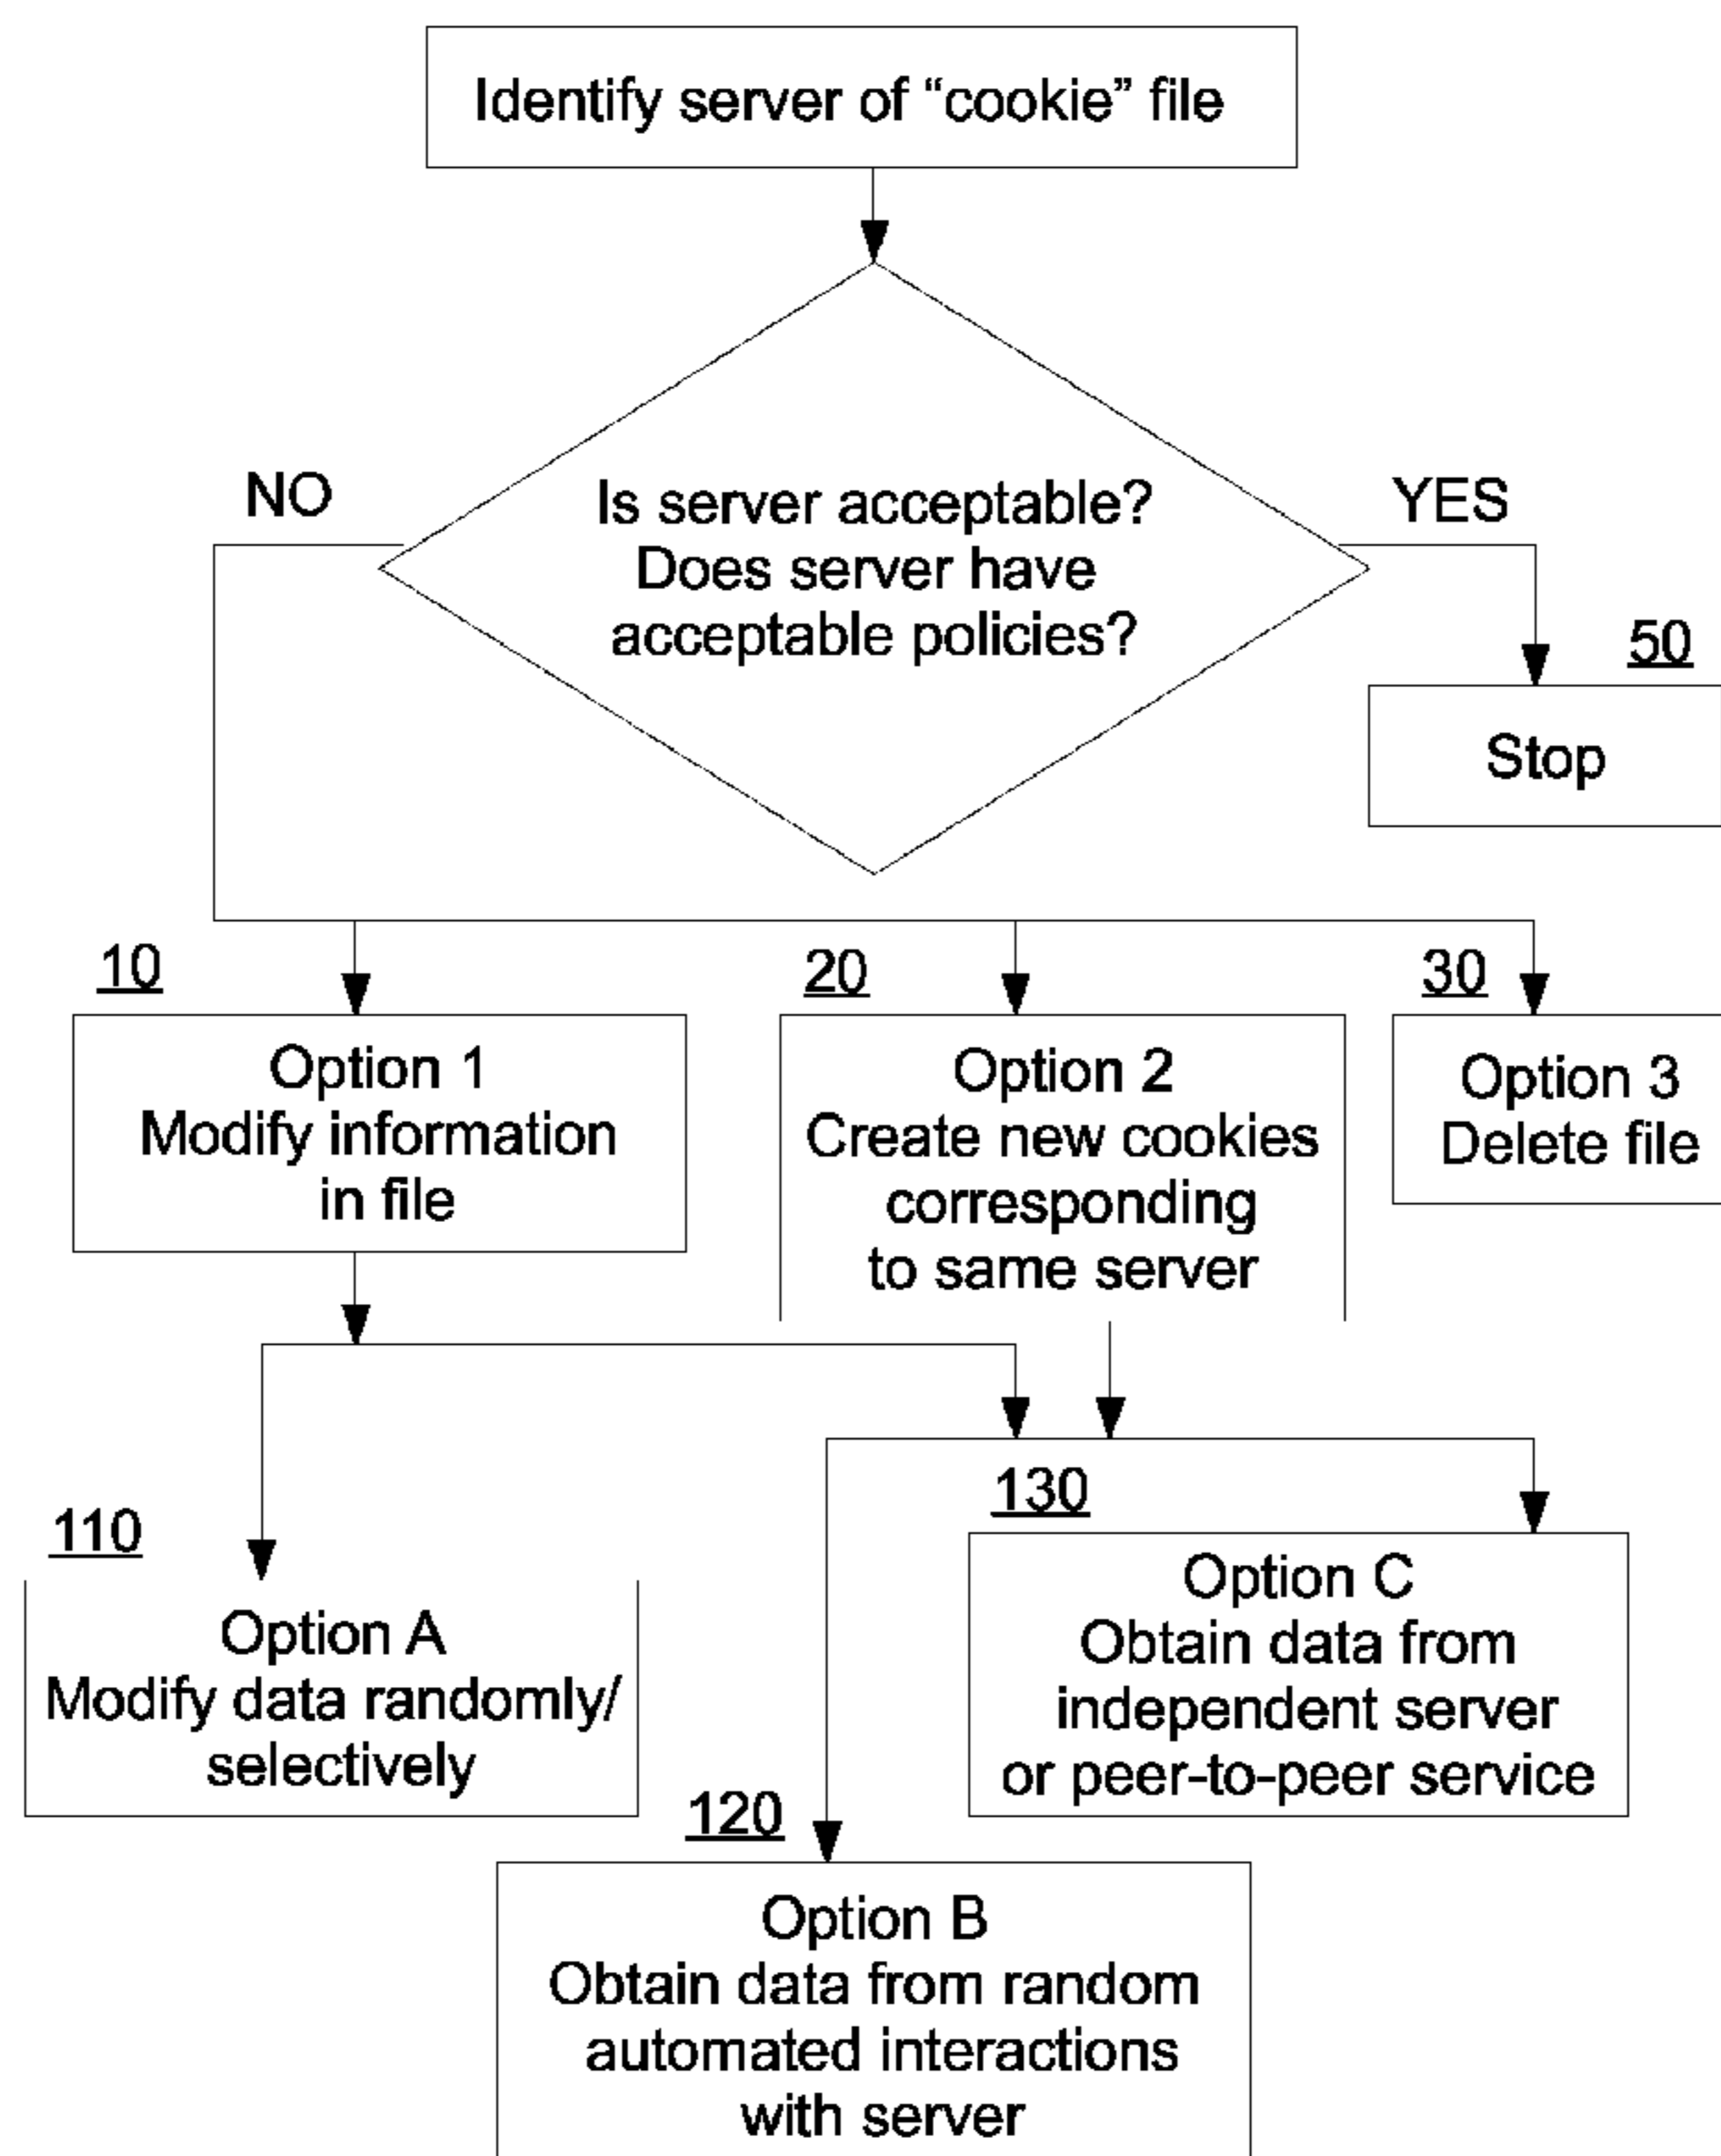 Identify server of “cookie” file
NO
Is server acceptable?
Does server have
acceptable policies?
YES
50
Stop
10
Option 1
Modify information
in file
20
Option 2
Create new cookies
corresponding
to same server
30
Option 3
Delete file
110
Option A
Modify data randomly/
selectively
130
Option C
Obtain data from
independent server
or peer-to-peer service
120
Option B
Obtain data from random
automated interactions
with server